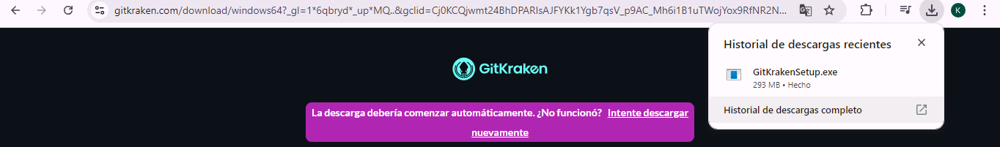 gitkraken.com/download/windows64?_gl=1*6qbryd*_up*MQ..&gclid=Cj0KCQjwmt24BhDPARIsAJFYKk1Ygb7qsV_p9AC_Mh6i1B1uTWojYox9RfNR2N...
K
Historial de descargas recientes
GitKrakenSetup.exe
293 MB • Hecho
Historial de descargas completo
GitKraken
La descarga debería comenzar automáticamente. ¿No funcionó? Intente descargar
nuevamente